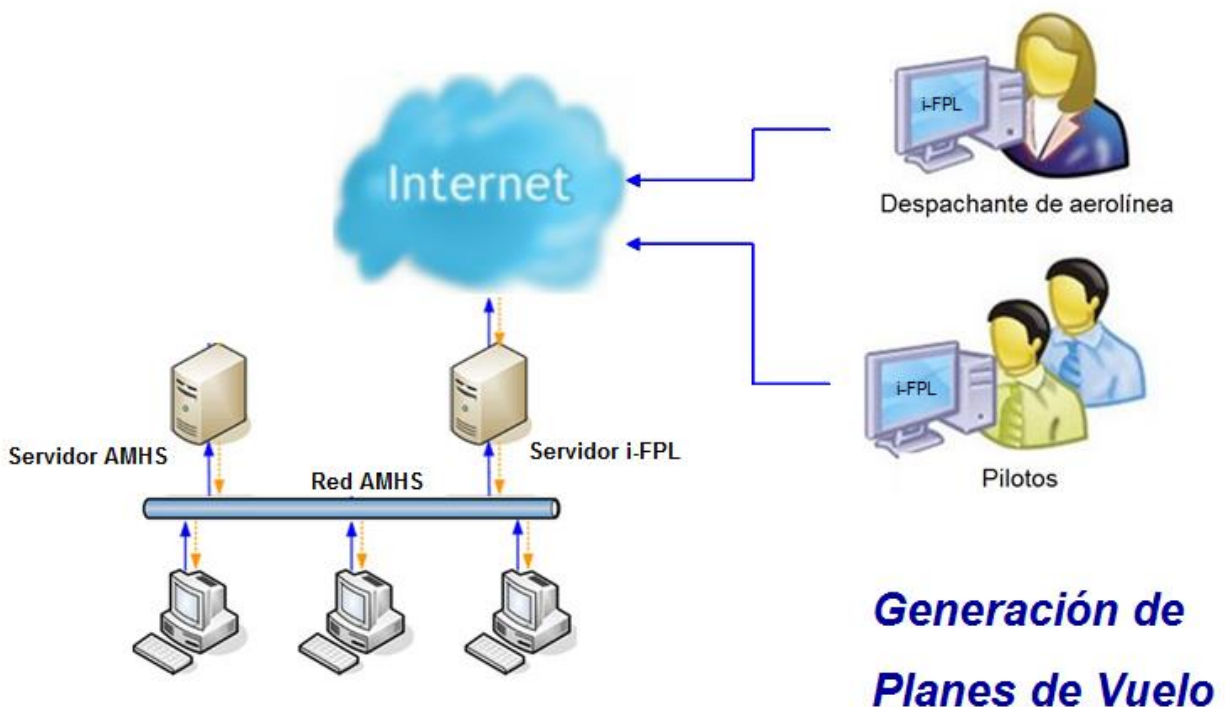 i-FPL
Despachante de aerolínea
Internet
i-FPL
Pilotos
Servidor AMHS
Servidor i-FPL
Red AMHS
Generación de
Planes de Vuelo